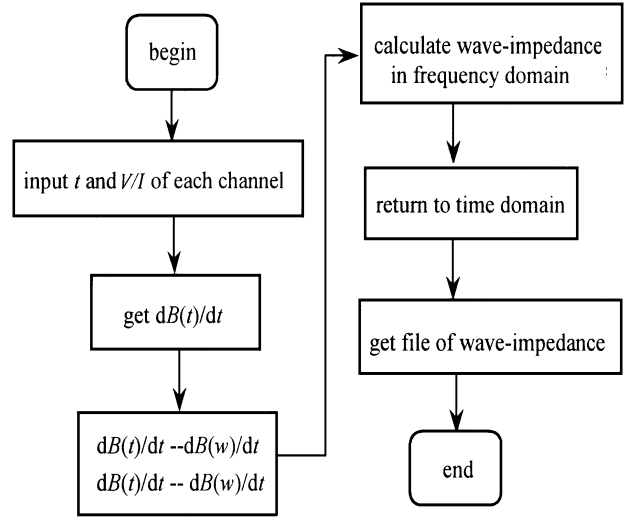 begin
input t and V/I of each channel
get dB(t)/dt
dB(t)/dt --dB(w)/dt
dB(t)/dt -- dB(w)/dt
calculate wave-impedance
in frequency domain
return to time domain
get file of wave-impedance
end